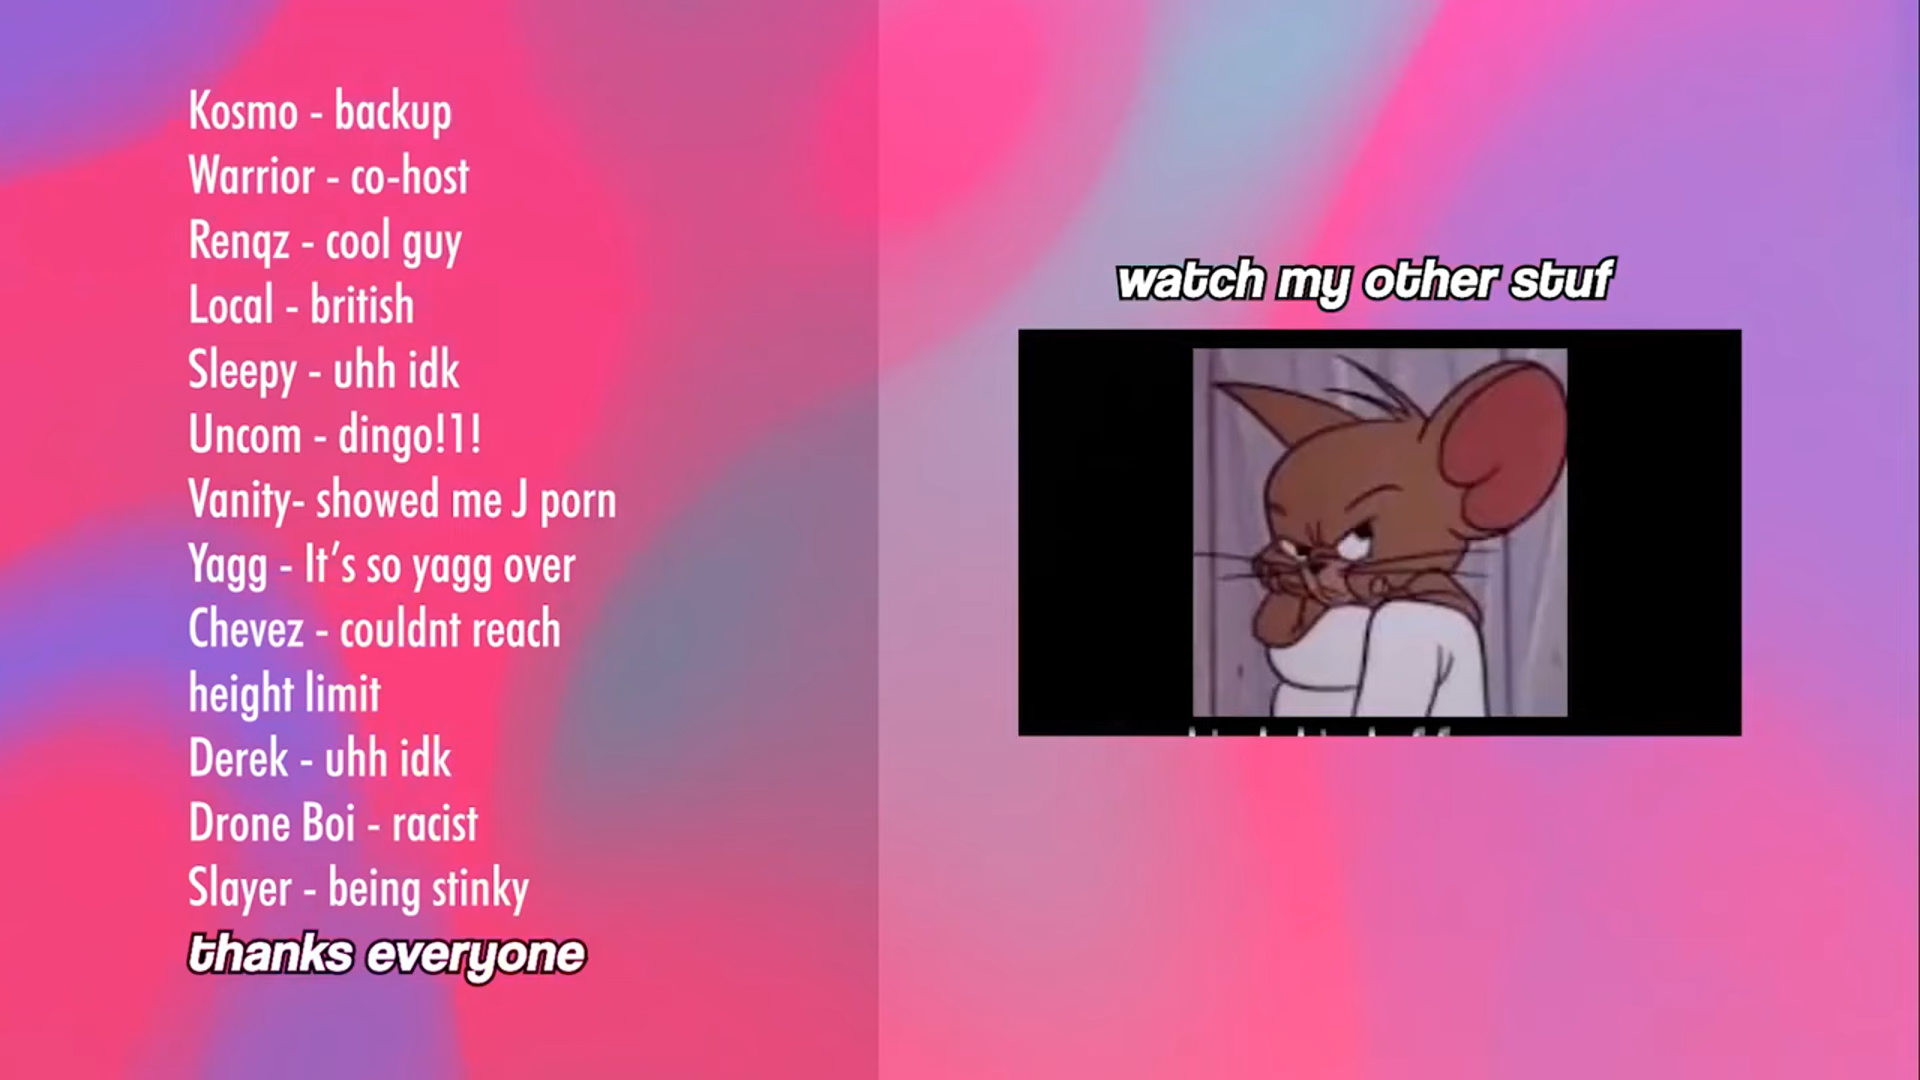 Kosmo - backup
Warrior - co-host
Renqz - cool guy
Local - british
Sleepy - uhh idk
Uncom - dingo!1!
Vanity- showed me J porn
Yagg - It’s so yagg over
Chevez - couldnt reach
height limit
Derek - uhh idk
Drone Boi - racist
Slayer - being stinky
thanks everyone
watch my other stuf